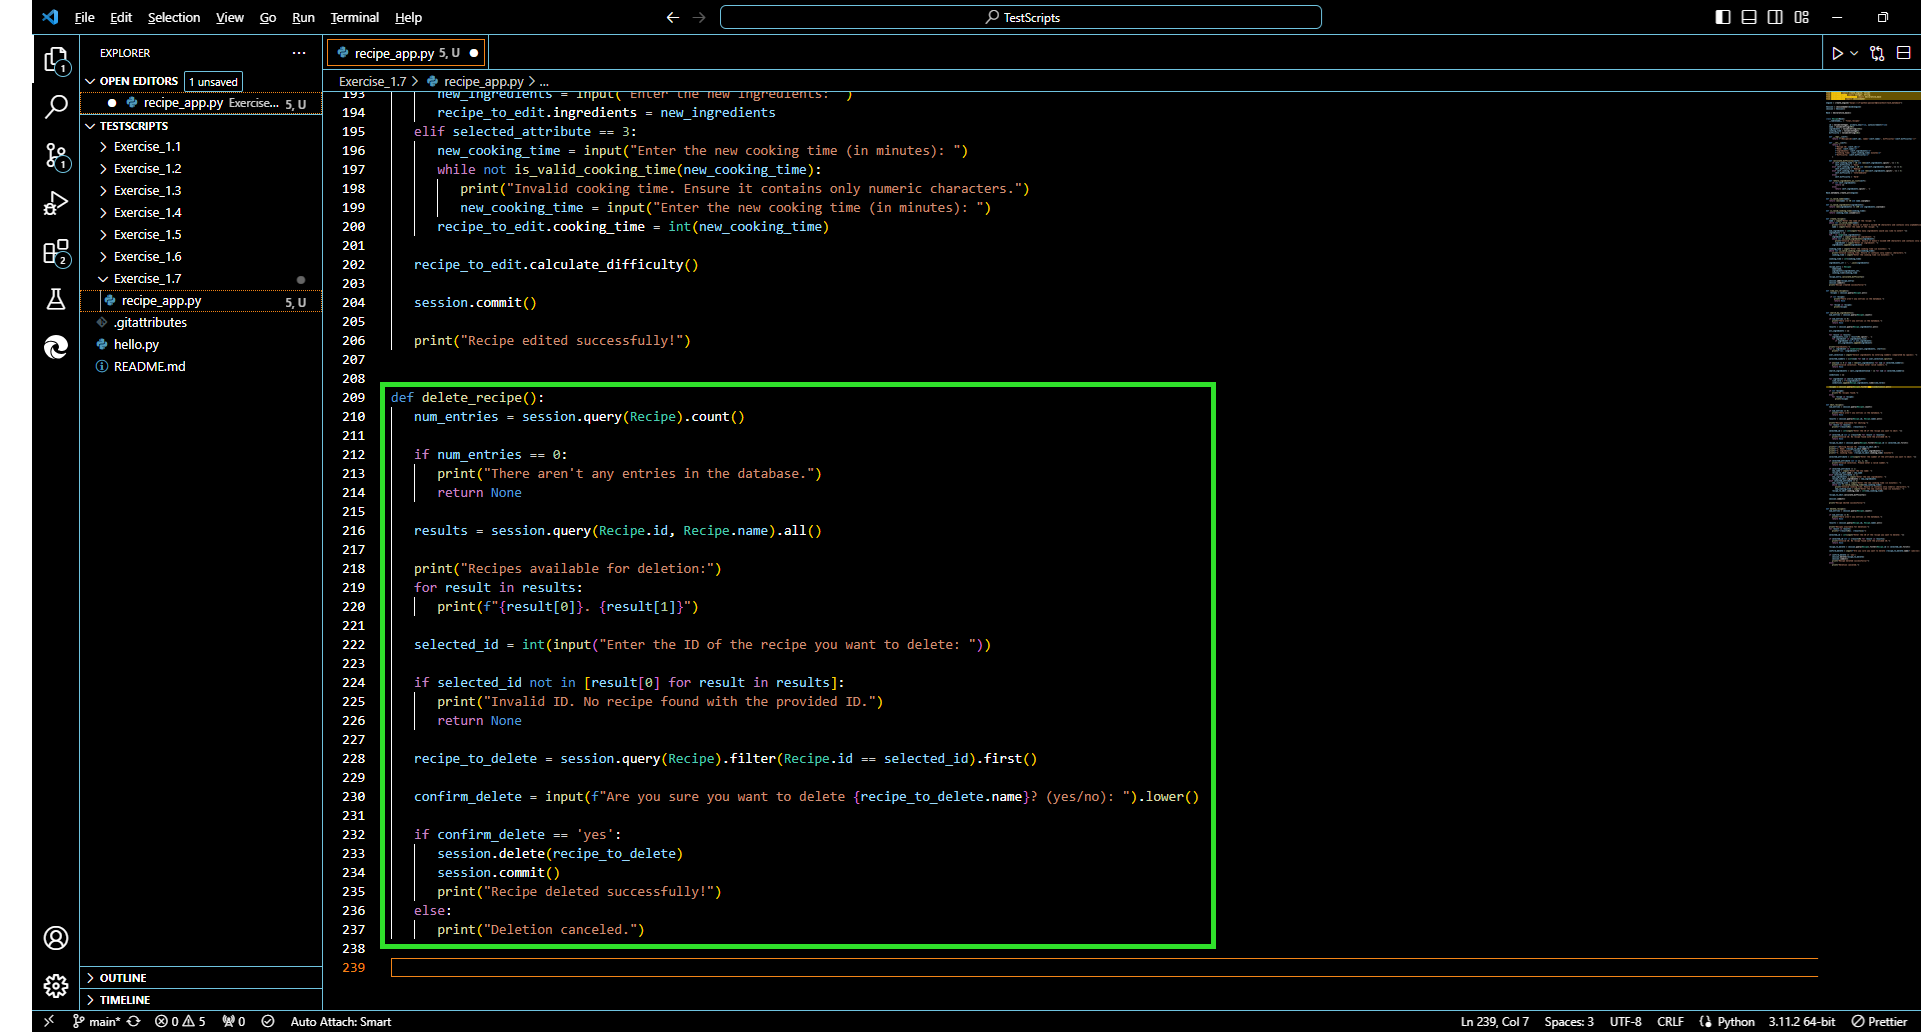 File Edit Selection View Go Run Terminal Help
TestScripts
EXPLORER
OPEN EDITORS 1 unsaved
recipe_app.py Exercise... 5, U
TESTSCRIPTS
Exercise_1.1
Exercise_1.2
Exercise_1.3
Exercise_1.4
Exercise_1.5
Exercise_1.6
Exercise_1.7
recipe_app.py 5, U
.gitattributes
hello.py
README.md
OUTLINE
TIMELINE
recipe_app.py 5, U
Exercise_1.7 > recipe_app.py > ...
193 new_ingredients = input("Enter the new ingredients: ")
194 recipe_to_edit.ingredients = new_ingredients
195 elif selected_attribute == 3:
196 new_cooking_time = input("Enter the new cooking time (in minutes): ")
197 while not is_valid_cooking_time(new_cooking_time):
198 print("Invalid cooking time. Ensure it contains only numeric characters.")
199 new_cooking_time = input("Enter the new cooking time (in minutes): ")
200 recipe_to_edit.cooking_time = int(new_cooking_time)
201
202 recipe_to_edit.calculate_difficulty()
203
204 session.commit()
205
206 print("Recipe edited successfully!")
207
208
209 def delete_recipe():
210 num_entries = session.query(Recipe).count()
211
212 if num_entries == 0:
213 print("There aren't any entries in the database.")
214 return None
215
216 results = session.query(Recipe.id, Recipe.name).all()
217
218 print("Recipes available for deletion:")
219 for result in results:
220 print(f"{result[0]}. {result[1]}")
221
222 selected_id = int(input("Enter the ID of the recipe you want to delete: "))
223
224 if selected_id not in [result[0] for result in results]:
225 print("Invalid ID. No recipe found with the provided ID.")
226 return None
227
228 recipe_to_delete = session.query(Recipe).filter(Recipe.id == selected_id).first()
229
230 confirm_delete = input(f"Are you sure you want to delete {recipe_to_delete.name}? (yes/no): ").lower()
231
232 if confirm_delete == 'yes':
233 session.delete(recipe_to_delete)
234 session.commit()
235 print("Recipe deleted successfully!")
236 else:
237 print("Deletion canceled.")
238
239
main* 0 5 0 Auto Attach: Smart Ln 239, Col 7 Spaces: 3 UTF-8 CRLF Python 3.11.2 64-bit Prettier